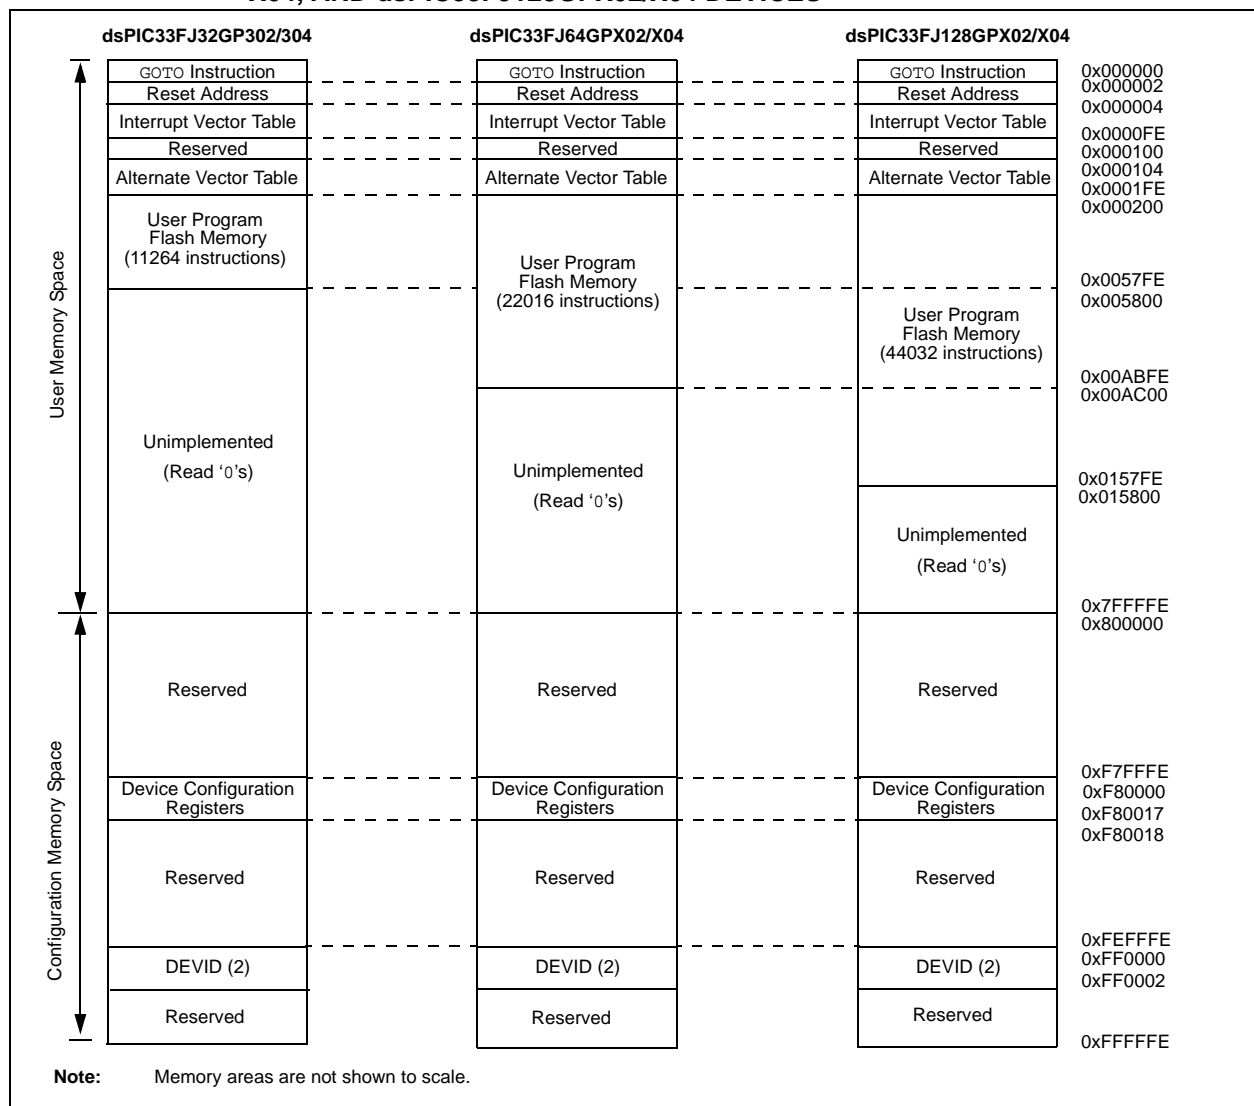 dsPIC33FJ32GP302/304
GOTO Instruction
Reset Address
Interrupt Vector Table
Reserved
Alternate Vector Table
User Program
Flash Memory
(11264 instructions)
Unimplemented
(Read ‘0’s)
Reserved
Device Configuration
Registers
Reserved
DEVID (2)
Reserved
dsPIC33FJ64GPX02/X04
GOTO Instruction
Reset Address
Interrupt Vector Table
Reserved
Alternate Vector Table
User Program
Flash Memory
(22016 instructions)
Unimplemented
(Read ‘0’s)
Reserved
Device Configuration
Registers
Reserved
DEVID (2)
Reserved
dsPIC33FJ128GPX02/X04
GOTO Instruction
Reset Address
Interrupt Vector Table
Reserved
Alternate Vector Table
User Program
Flash Memory
(44032 instructions)
Unimplemented
(Read ‘0’s)
Reserved
Device Configuration
Registers
Reserved
DEVID (2)
Reserved
0x000000
0x000002
0x000004
0x0000FE
0x000100
0x000104
0x0001FE
0x000200
0x0057FE
0x005800
0x00ABFE
0x00AC00
0x0157FE
0x015800
0x7FFFFE
0x800000
0xF7FFFE
0xF80000
0xF80017
0xF80018
0xFEFFFE
0xFF0000
0xFF0002
0xFFFFFE
User Memory Space
Configuration Memory Space
Note: Memory areas are not shown to scale.